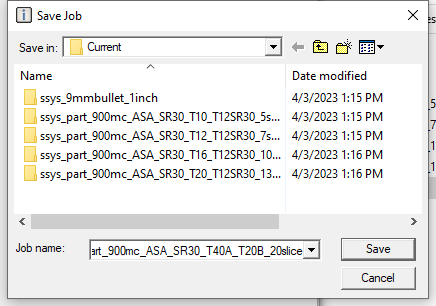 Save Job
Save in: Current
Name Date modified
ssys_9mmbullet_1inch 4/3/2023 1:15 PM
ssys_part_900mc_ASA_SR30_T10_T12SR30_5s... 4/3/2023 1:15 PM
ssys_part_900mc_ASA_SR30_T12_T12SR30_7s... 4/3/2023 1:15 PM
ssys_part_900mc_ASA_SR30_T16_T12SR30_10... 4/3/2023 1:16 PM
ssys_part_900mc_ASA_SR30_T20_T12SR30_13... 4/3/2023 1:16 PM
Job name: art_900mc_ASA_SR30_T40A_T20B_20slice
Save
Cancel